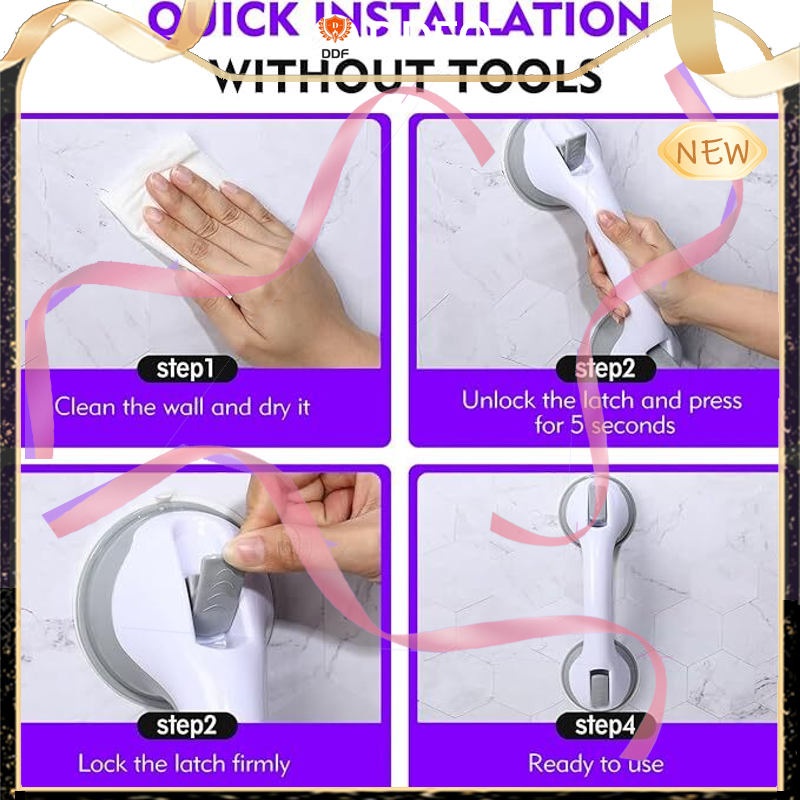 QUICK INSTALLATION
DDF
WITHOUT TOOLS
NEW
step1
Clean the wall and dry it
step2
Unlock the latch and press
for 5 seconds
step2
Lock the latch firmly
step4
Ready to use